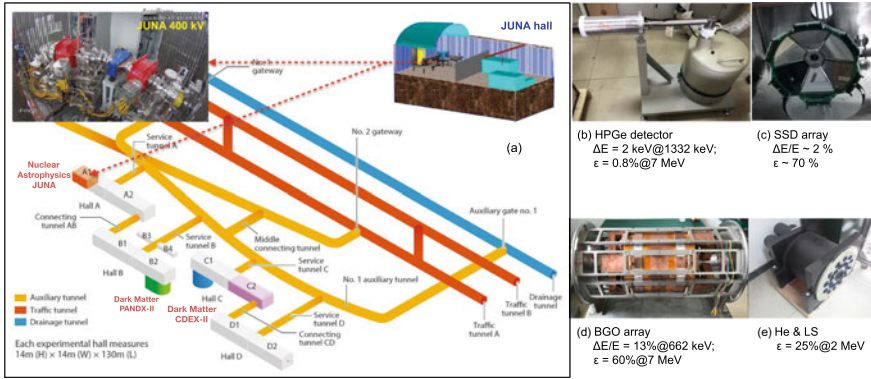 JUNA 400 kV
JUNA hall
No. 1
gateway
(a)
Service
tunnel A
No. 2 gateway
Nuclear
Astrophysics
JUNA
A1
A2
Hall A
Connecting
tunnel AB
B1
B2
B3
B4
Hall B
Service
tunnel B
Middle
connecting
tunnel
Auxiliary gate no. 1
Dark Matter
PANDX-II
C1
C2
Hall C
Service
tunnel C
No. 1 auxiliary tunnel
Dark Matter
CDEX-II
D1
D2
Hall D
Service
tunnel D
Connecting
tunnel CD
Traffic
tunnel A
Traffic
tunnel B
Drainage
tunnel
Auxiliary tunnel
Traffic tunnel
Drainage tunnel
Each experimental hall measures
14m (H) × 14m (W) × 130m (L)
(b) HPGe detector
ΔE = 2 keV@1332 keV;
ε = 0.8%@7 MeV
(c) SSD array
ΔE/E ~ 2 %
ε ~ 70 %
(d) BGO array
ΔE/E = 13%@662 keV;
ε = 60%@7 MeV
(e) He & LS
ε = 25%@2 MeV